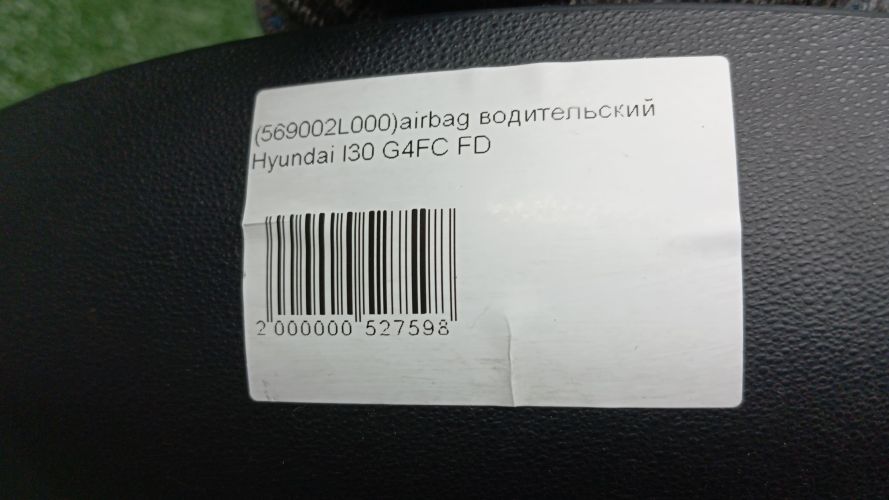 (569002L000)airbag водительский
Hyundai I30 G4FC FD
2 000000 527598